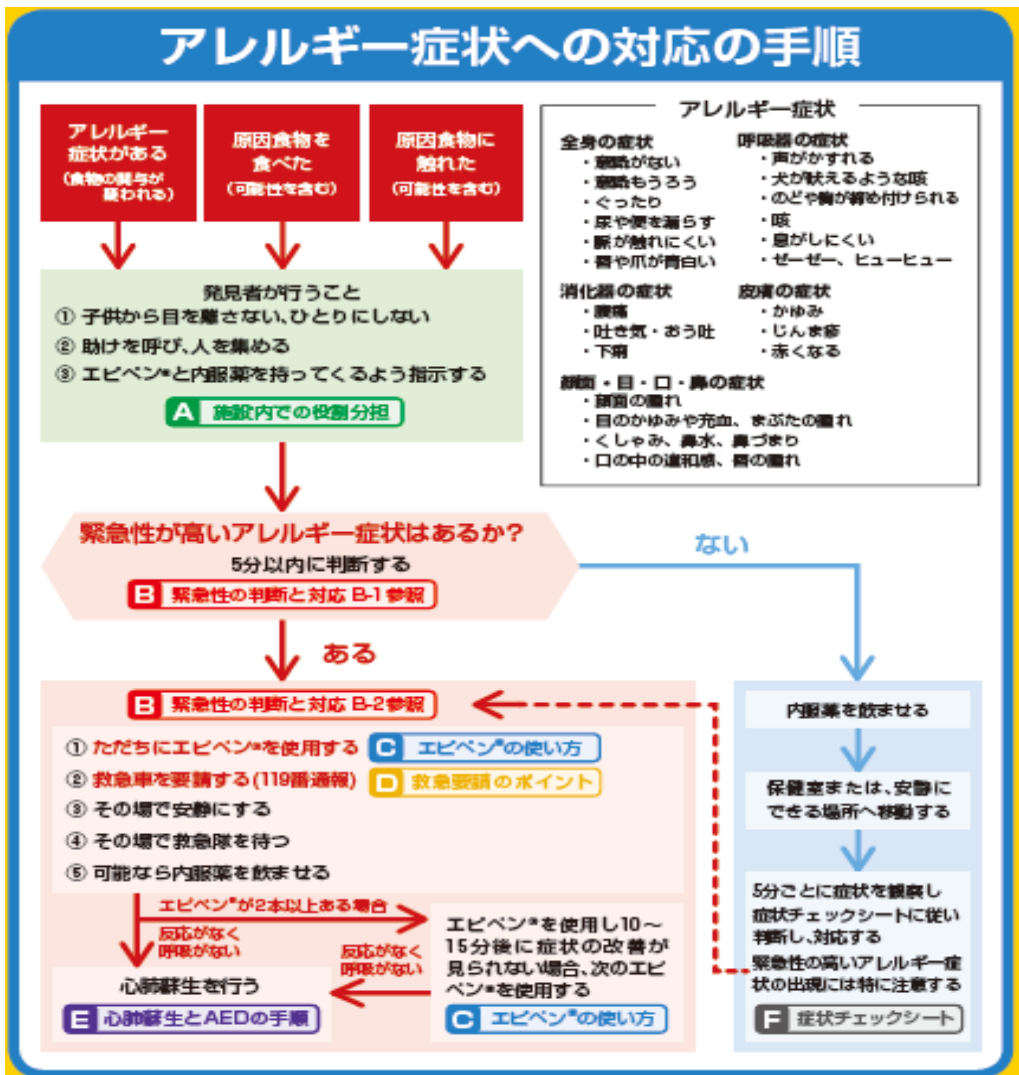 アレルギー症状への対応の手順
アレルギー
症状がある
(食物の関与が
疑われる)
原因食物を
食べた
(可能性を含む)
原因食物に
触れた
(可能性を含む)
アレルギー症状
全身の症状
・意識がない
・意識もうろう
・ぐったり
・尿や便を漏らす
・脈が触れにくい
・唇や爪が青白い
呼吸器の症状
・声がかすれる
・犬が吠えるような咳
・のどや胸が締め付けられる
・咳
・息がしにくい
・ゼーゼー、ヒューヒュー
消化器の症状
・腹痛
・吐き気・おう吐
・下痢
皮膚の症状
・かゆみ
・じんま疹
・赤くなる
顔面・目・口・鼻の症状
・顔面の腫れ
・目のかゆみや充血、まぶたの腫れ
・くしゃみ、鼻水、鼻づまり
・口の中の違和感、唇の腫れ
発見者が行うこと
① 子供から目を離さない、ひとりにしない
② 助けを呼び、人を集める
③ エピペン®と内服薬を持ってくるよう指示する
A 施設内での役割分担
緊急性が高いアレルギー症状はあるか?
5分以内に判断する
B 緊急性の判断と対応 B-1参照
ない
ある
B 緊急性の判断と対応 B-2参照
① ただちにエピペン®を使用する C エピペン®の使い方
② 救急車を要請する(119番通報) D 救急要請のポイント
③ その場で安静にする
④ その場で救急隊を待つ
⑤ 可能なら内服薬を飲ませる
エピペン®が2本以上ある場合
反応がなく
呼吸がない
反応がなく
呼吸がない
エピペン®を使用し10～
15分後に症状の改善が
見られない場合、次のエピ
ペン®を使用する
C エピペン®の使い方
心肺蘇生を行う
E 心肺蘇生とAEDの手順
内服薬を飲ませる
保健室または、安静に
できる場所へ移動する
5分ごとに症状を観察し
症状チェックシートに従い
判断し、対応する
緊急性の高いアレルギー症
状の出現には特に注意する
F 症状チェックシート